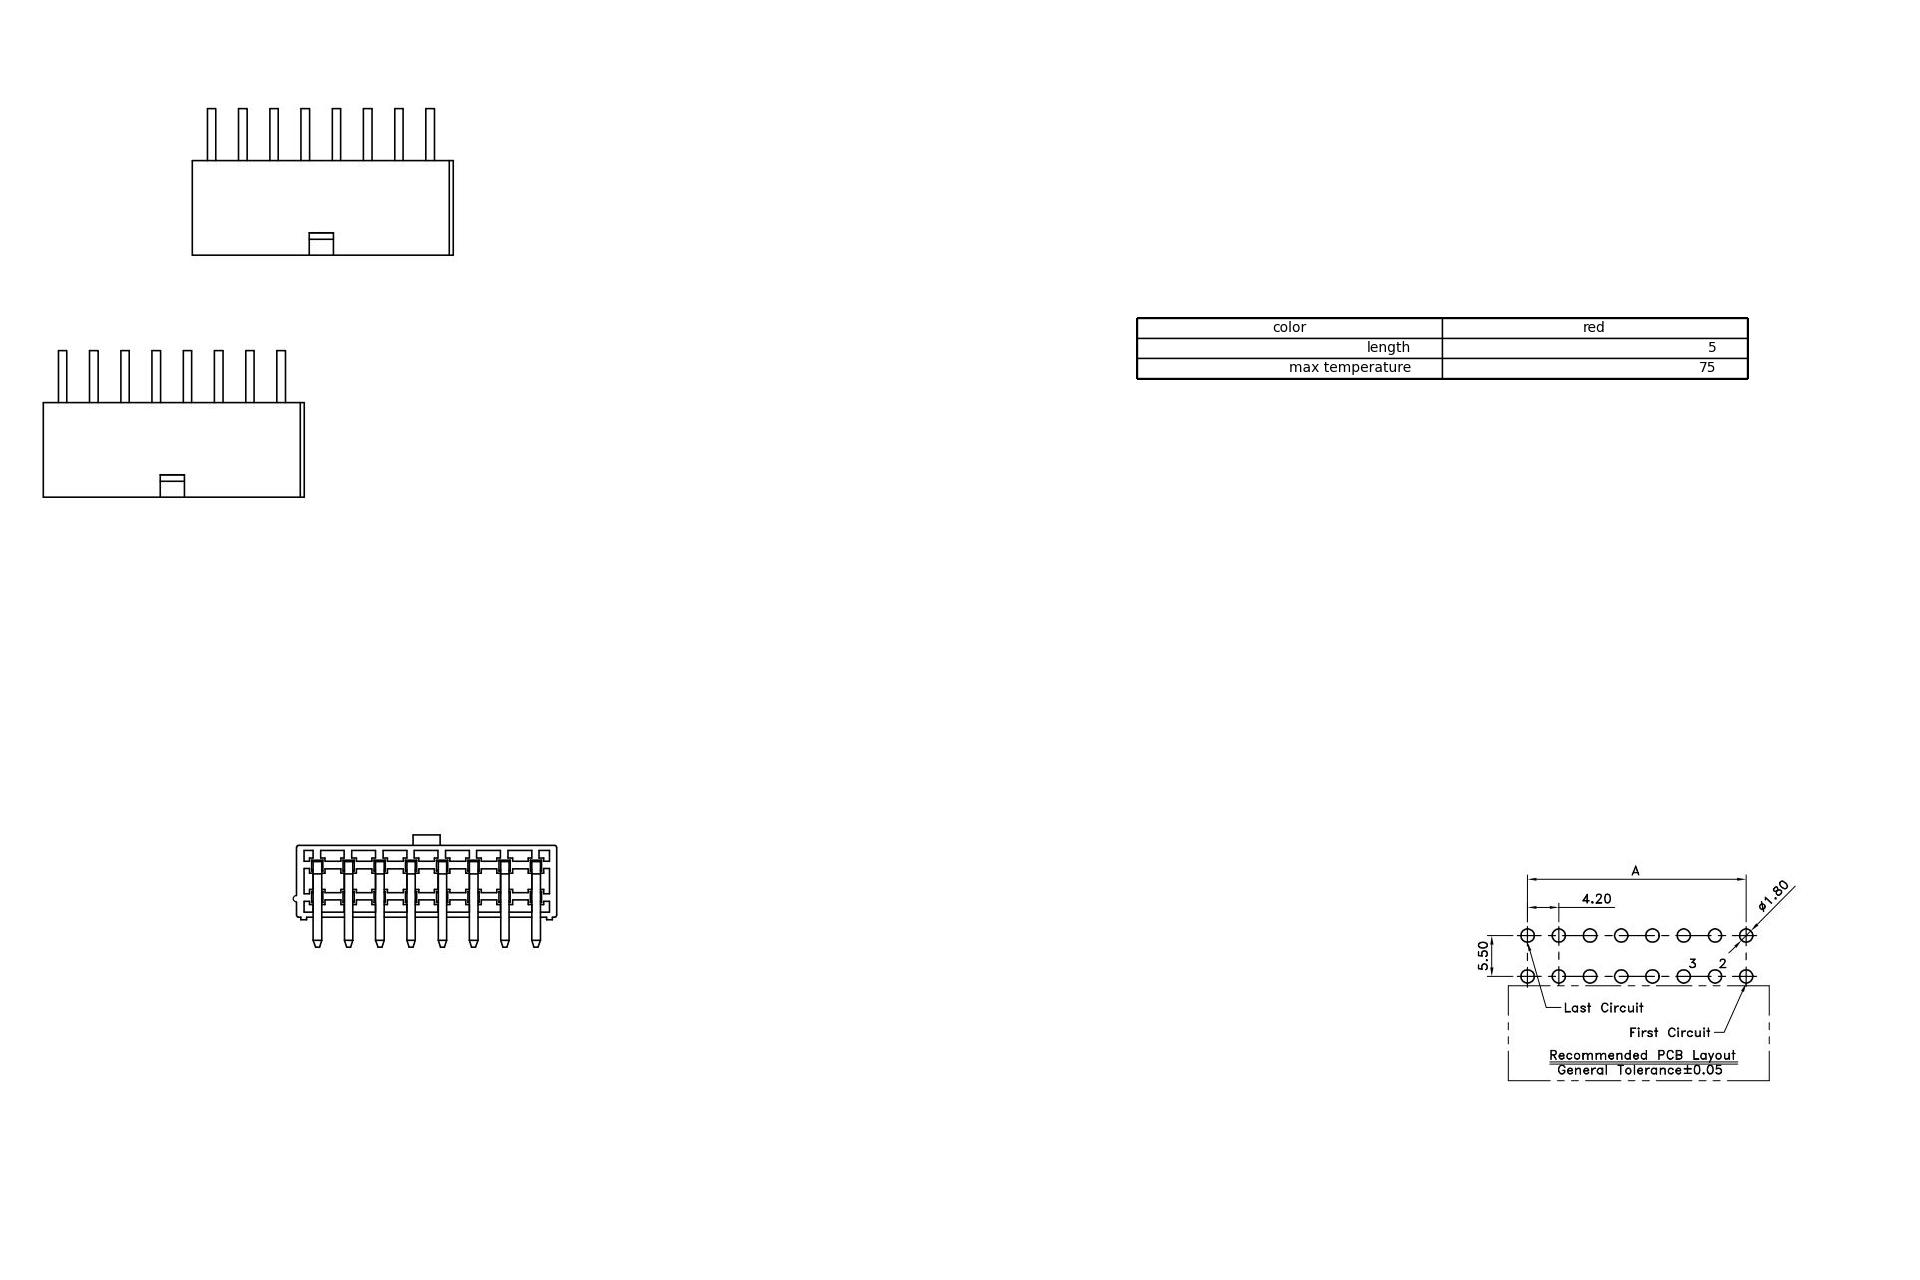 color red
length 5
max temperature 75
A
4.20
ø1.80
5.50
3 2
Last Circuit
First Circuit
Recommended PCB Layout
General Tolerance±0.05